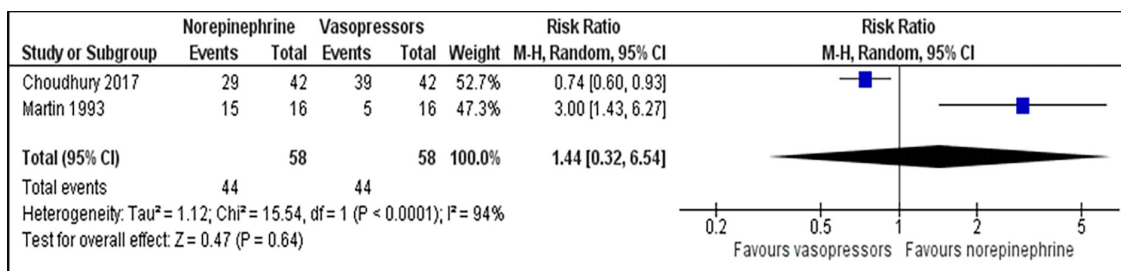 Norepinephrine Vasopressors Risk Ratio Risk Ratio
Study or Subgroup Events Total Events Total Weight M-H, Random, 95% CI M-H, Random, 95% CI
Choudhury 2017 29 42 39 42 52.7% 0.74 [0.60, 0.93]
Martin 1993 15 16 5 16 47.3% 3.00 [1.43, 6.27]
Total (95% CI) 58 58 100.0% 1.44 [0.32, 6.54]
Total events 44 44
Heterogeneity: Tau² = 1.12; Chi² = 15.54, df = 1 (P < 0.0001); I² = 94%
Test for overall effect: Z = 0.47 (P = 0.64)
0.2 0.5 1 2 5
Favours vasopressors Favours norepinephrine